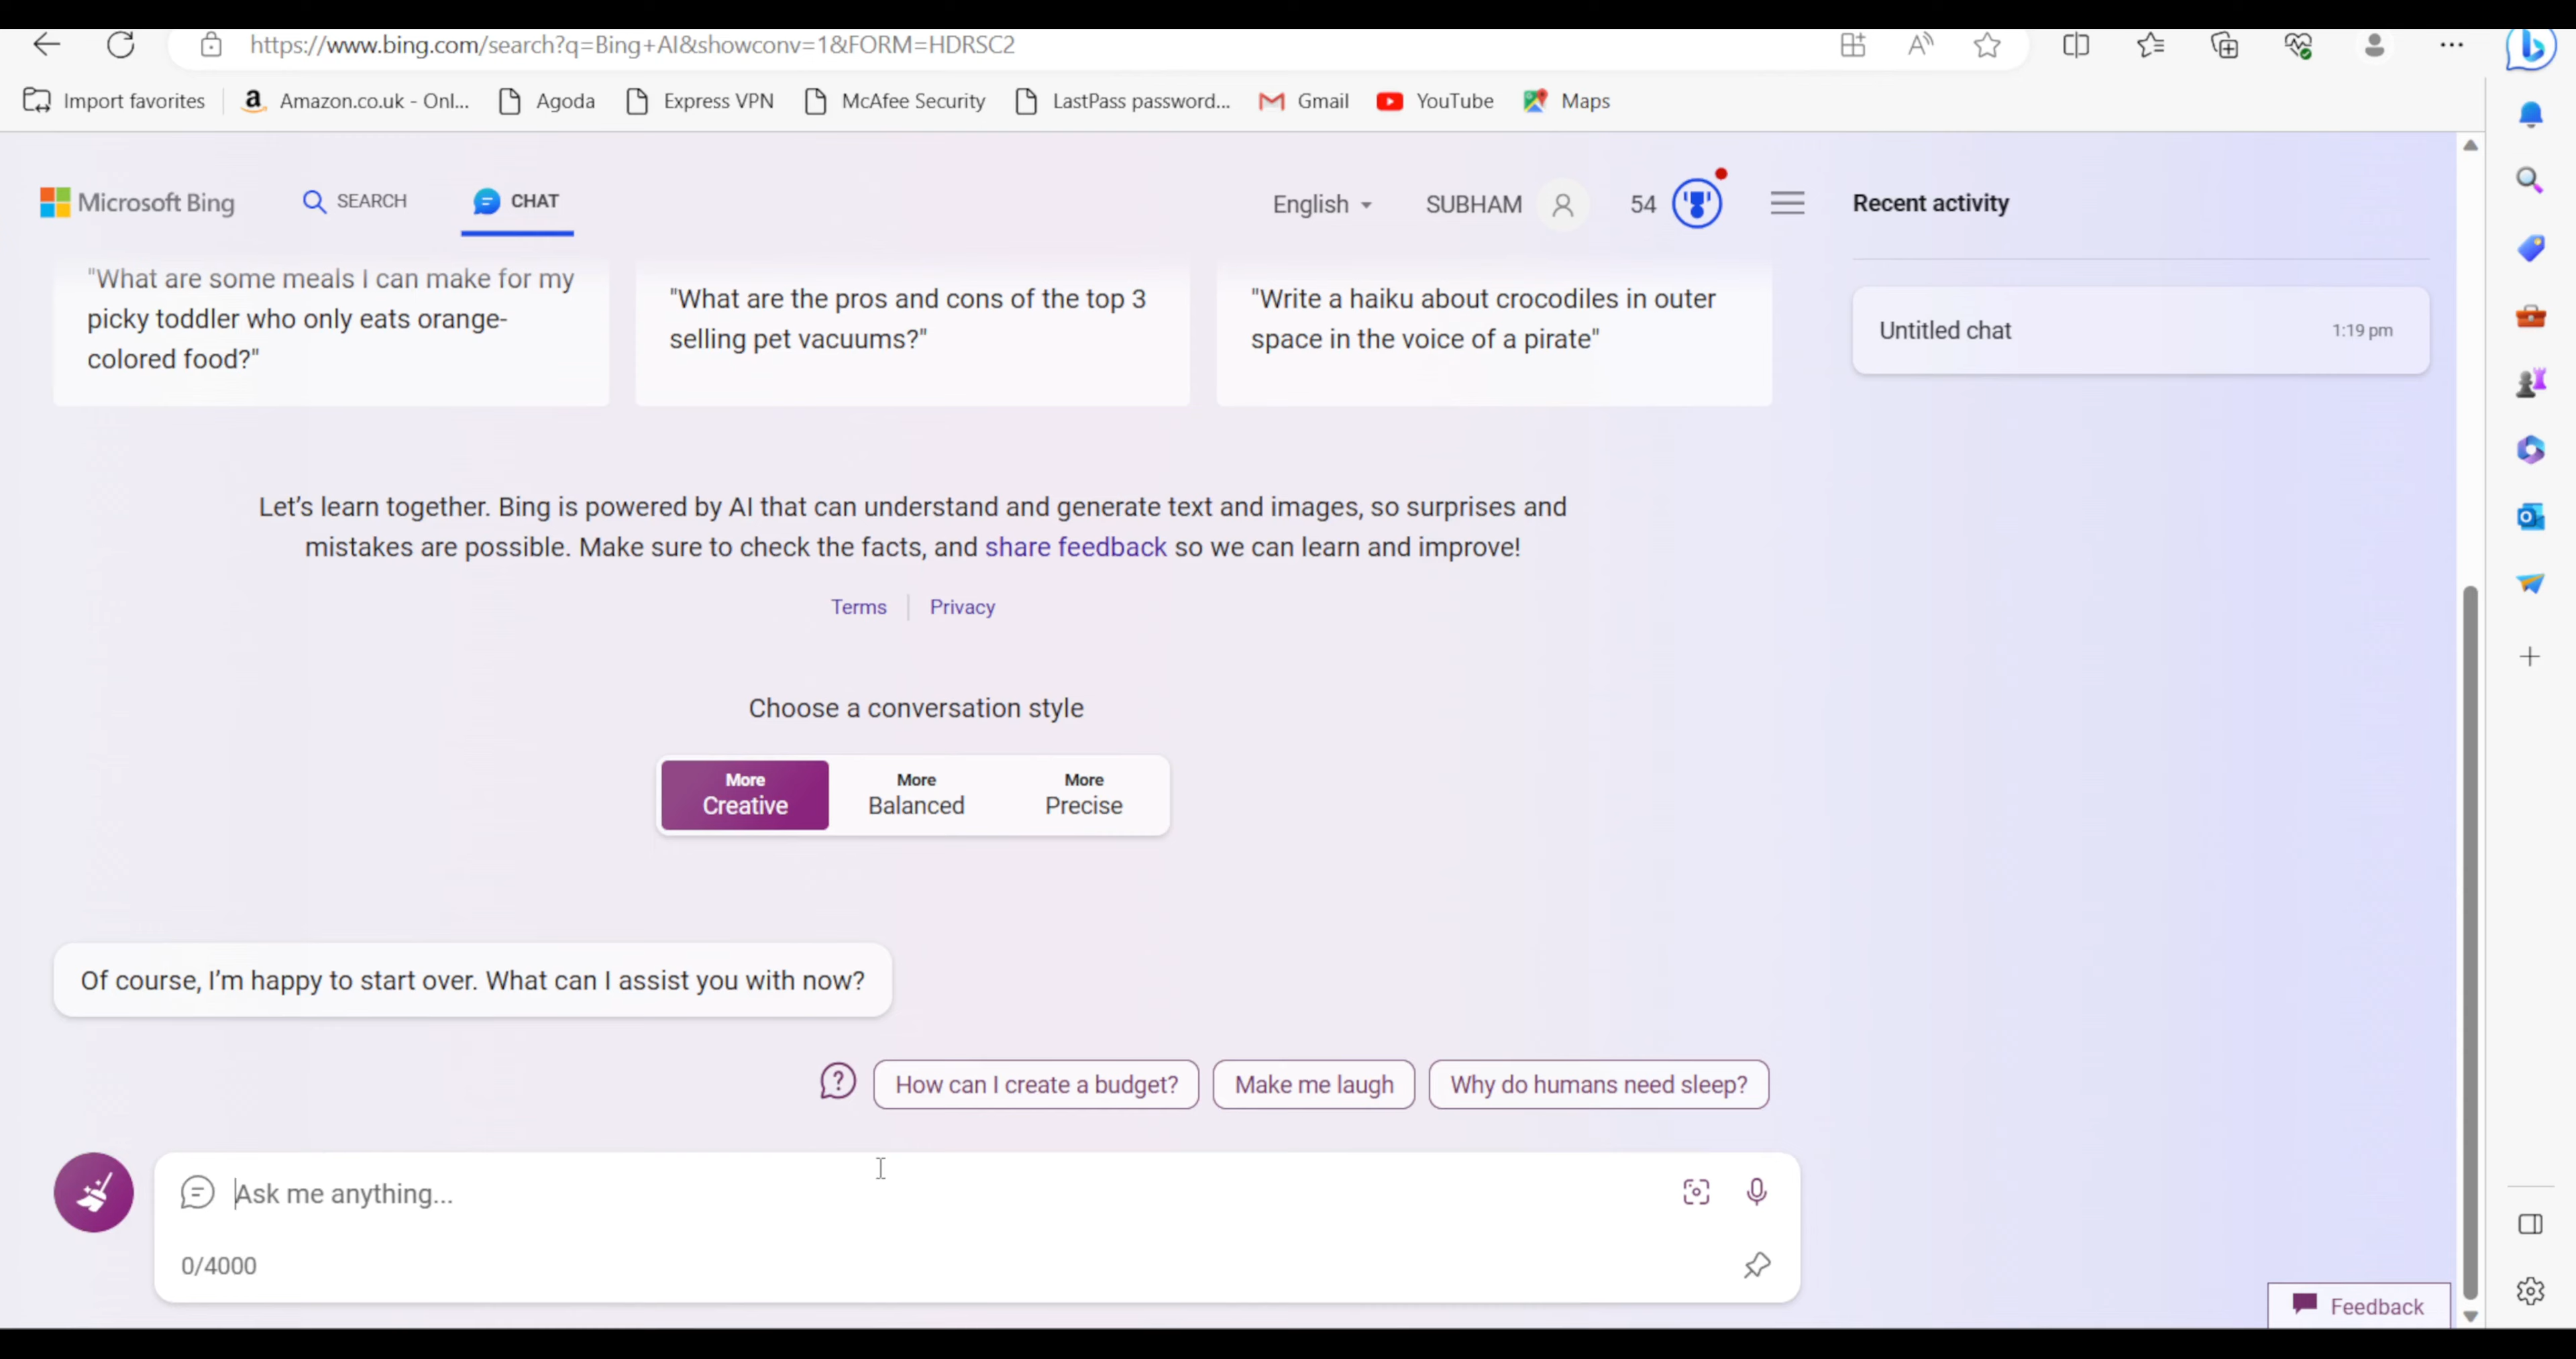 https://www.bing.com/search?q=Bing+AI&showconv=1&FORM=HDRSC2
Import favorites
Amazon.co.uk - Onl...
Agoda
Express VPN
McAfee Security
LastPass password...
Gmail
YouTube
Maps
Microsoft Bing
SEARCH
CHAT
English
SUBHAM
54
Recent activity
"What are some meals I can make for my
picky toddler who only eats orange-
colored food?"
"What are the pros and cons of the top 3
selling pet vacuums?"
"Write a haiku about crocodiles in outer
space in the voice of a pirate"
Untitled chat
1:19 pm
Let's learn together. Bing is powered by AI that can understand and generate text and images, so surprises and
mistakes are possible. Make sure to check the facts, and share feedback so we can learn and improve!
Terms
Privacy
Choose a conversation style
More
Creative
More
Balanced
More
Precise
Of course, I'm happy to start over. What can I assist you with now?
How can I create a budget?
Make me laugh
Why do humans need sleep?
Ask me anything...
0/4000
Feedback